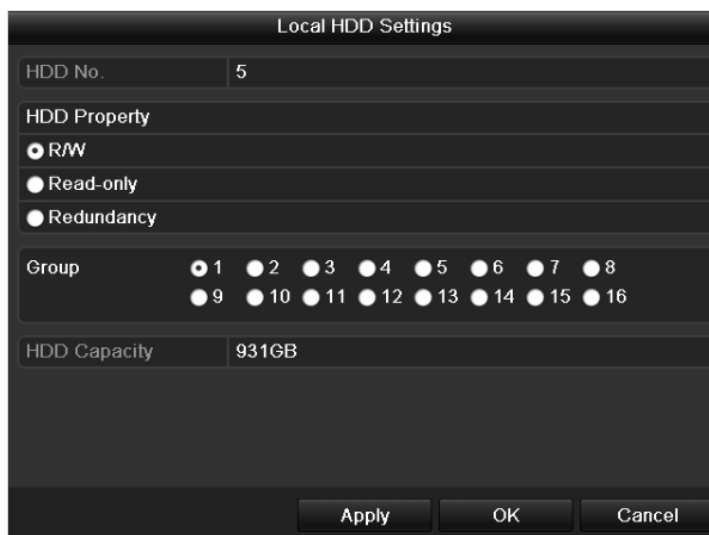 Local HDD Settings
HDD No. 5
HDD Property
R/W
Read-only
Redundancy
Group 1 2 3 4 5 6 7 8
9 10 11 12 13 14 15 16
HDD Capacity 931GB
Apply OK Cancel